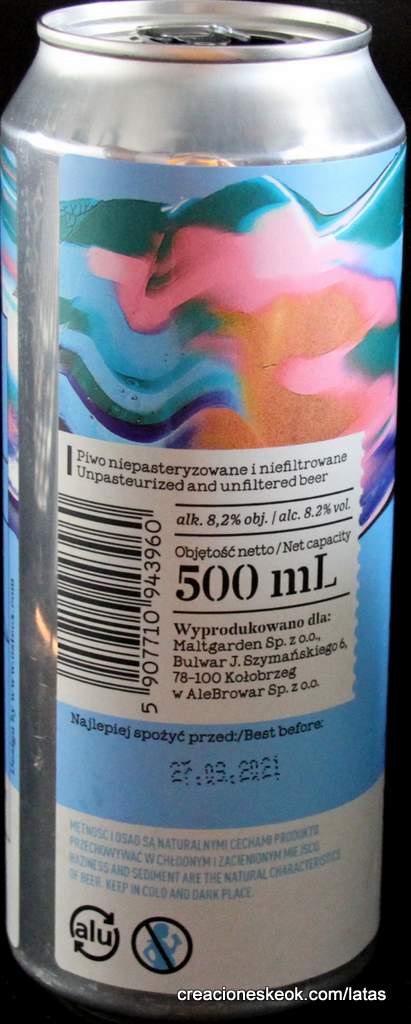 Piwo niepasteryzowane i niefiltrowane
Unpasteurized and unfiltered beer
alk. 8,2% obj. / alc. 8.2% vol.
Objętość netto / Net capacity
500 mL
Wyprodukowano dla:
Maltgarden Sp. z o.o.,
Bulwar J. Szymańskiego 6,
78-100 Kołobrzeg
w AleBrowar Sp. z o.o.
5 907710 943960
Najlepiej spożyć przed:/Best before:
27.03.2021
MĘTNOŚĆ I OSAD SĄ NATURALNYMI CECHAMI PRODUKTU.
PRZECHOWYWAĆ W CHŁODNYM I ZACIENIONYM MIEJSCU.
HAZINESS AND SEDIMENT ARE THE NATURAL CHARACTERISTICS
OF BEER. KEEP IN COLD AND DARK PLACE.
alu
creacioneskeok.com/latas